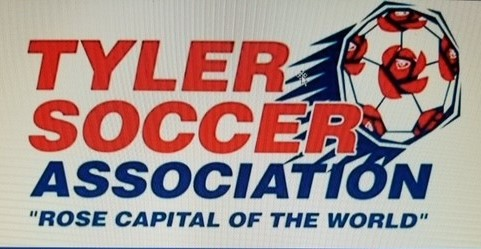 TYLER
SOCCER
ASSOCIATION
"ROSE CAPITAL OF THE WORLD"